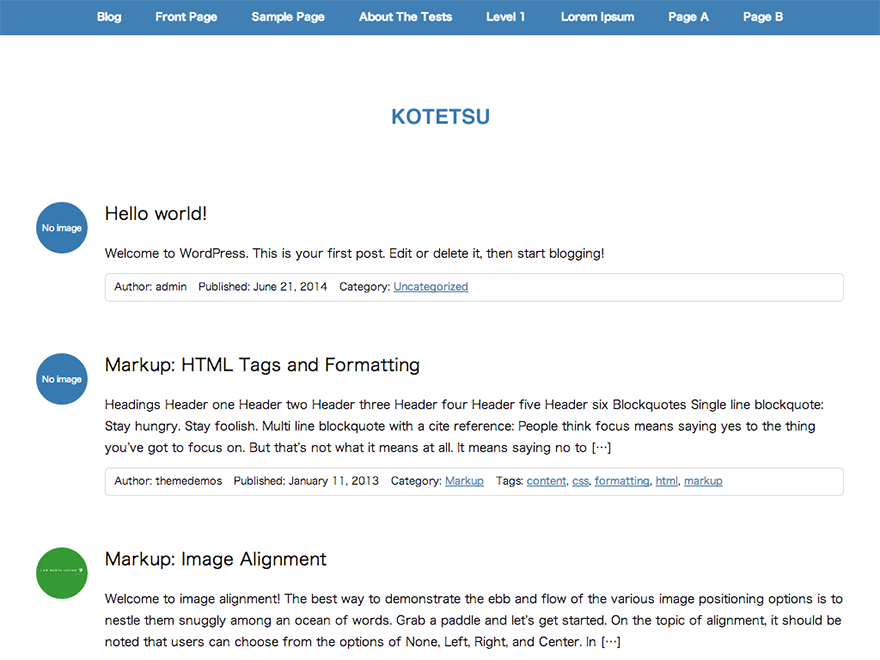 Blog Front Page Sample Page About The Tests Level 1 Lorem Ipsum Page A Page B
KOTETSU
No image
Hello world!
Welcome to WordPress. This is your first post. Edit or delete it, then start blogging!
Author: admin Published: June 21, 2014 Category: Uncategorized
No image
Markup: HTML Tags and Formatting
Headings Header one Header two Header three Header four Header five Header six Blockquotes Single line blockquote:
Stay hungry. Stay foolish. Multi line blockquote with a cite reference: People think focus means saying yes to the thing
you've got to focus on. But that's not what it means at all. It means saying no to […]
Author: themedemos Published: January 11, 2013 Category: Markup Tags: content, css, formatting, html, markup
I AM WORTH LOVING
Markup: Image Alignment
Welcome to image alignment! The best way to demonstrate the ebb and flow of the various image positioning options is to
nestle them snuggly among an ocean of words. Grab a paddle and let's get started. On the topic of alignment, it should be
noted that users can choose from the options of None, Left, Right, and Center. In […]